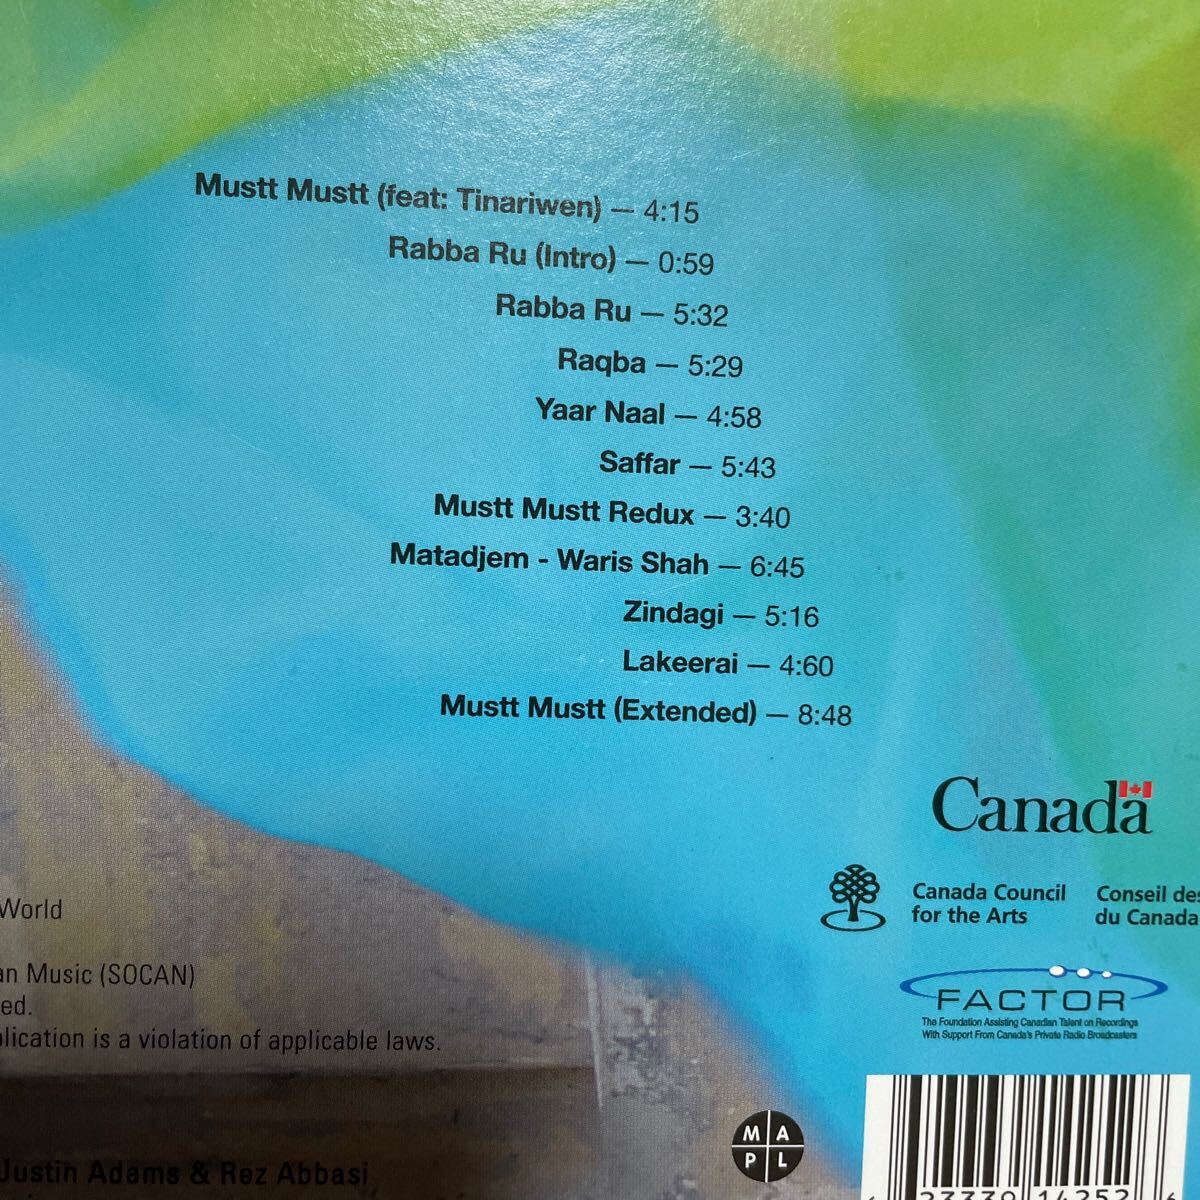 Mustt Mustt (feat: Tinariwen) — 4:15
Rabba Ru (Intro) — 0:59
Rabba Ru — 5:32
Raqba — 5:29
Yaar Naal — 4:58
Saffar — 5:43
Mustt Mustt Redux — 3:40
Matadjem - Waris Shah — 6:45
Zindagi — 5:16
Lakeerai — 4:60
Mustt Mustt (Extended) — 8:48
Canada
Canada Council for the Arts
Conseil des
du Canada
World
an Music (SOCAN)
ed.
plication is a violation of applicable laws.
FACTOR
The Foundation Assisting Canadian Talent on Recordings
With Support From Canada's Private Radio Broadcasters
M A
P L
Justin Adams & Rez Abbasi
6 23339 14252 6